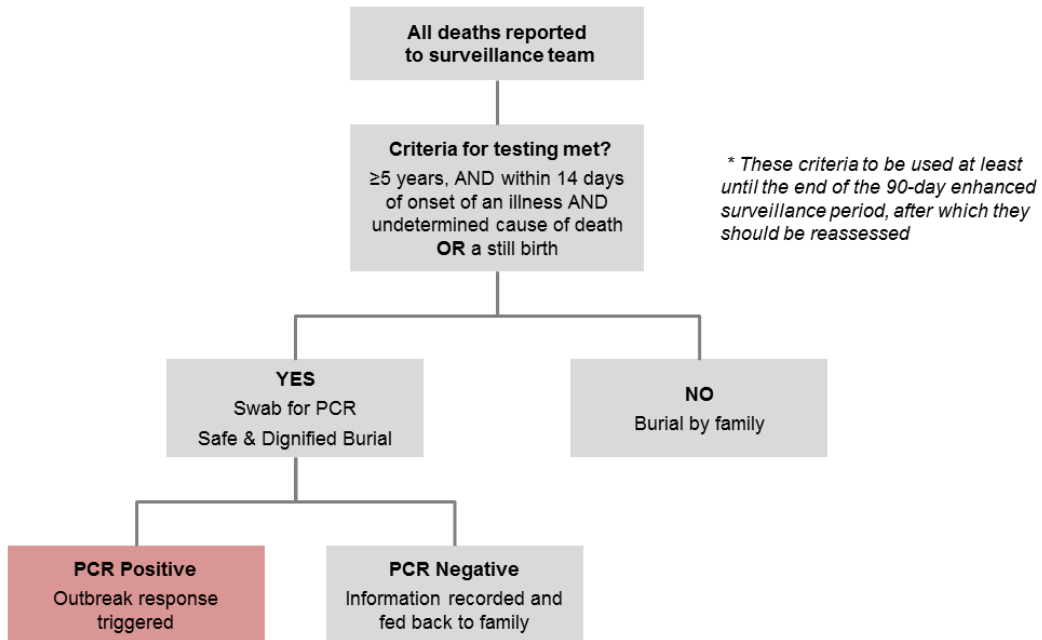 All deaths reported
to surveillance team
Criteria for testing met?
≥5 years, AND within 14 days
of onset of an illness AND
undetermined cause of death
OR a still birth
* These criteria to be used at least
until the end of the 90-day enhanced
surveillance period, after which they
should be reassessed
YES
Swab for PCR
Safe & Dignified Burial
NO
Burial by family
PCR Positive
Outbreak response
triggered
PCR Negative
Information recorded and
fed back to family